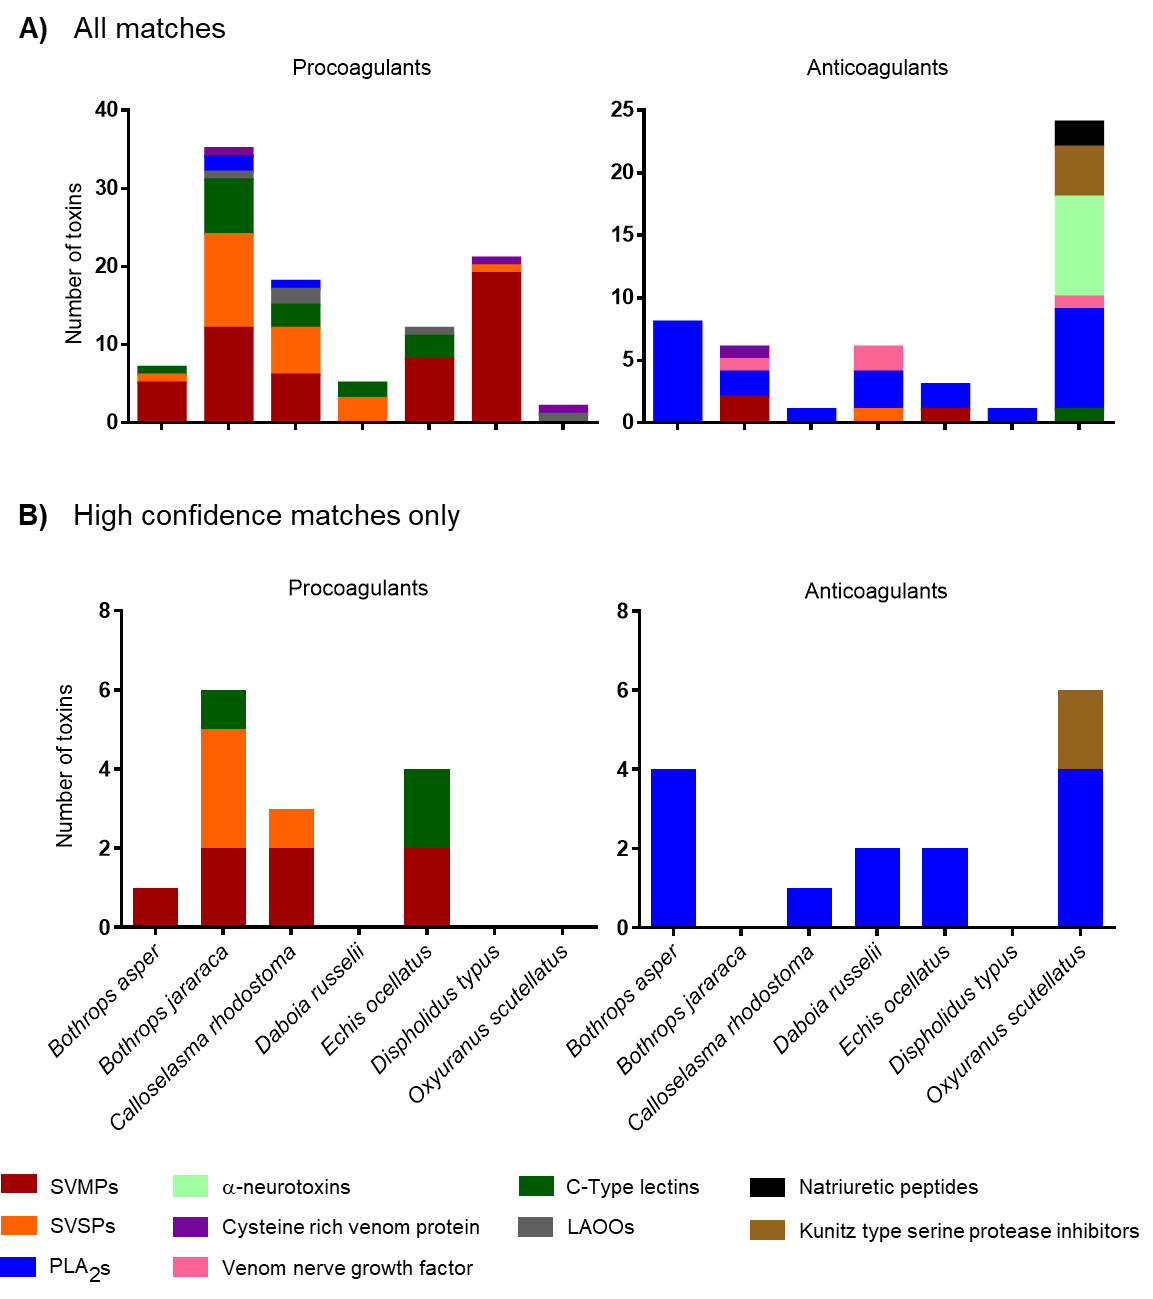 A) All matches
Procoagulants
Anticoagulants
Number of toxins
40
30
20
10
0
25
20
15
10
5
0
B) High confidence matches only
Procoagulants
Anticoagulants
Number of toxins
8
6
4
2
0
8
6
4
2
0
Bothrops asper
Bothrops jararaca
Calloselasma rhodostoma
Daboia russelii
Echis ocellatus
Dispholidus typus
Oxyuranus scutellatus
Bothrops asper
Bothrops jararaca
Calloselasma rhodostoma
Daboia russelii
Echis ocellatus
Dispholidus typus
Oxyuranus scutellatus
SVMPs
α-neurotoxins
C-Type lectins
Natriuretic peptides
SVSPs
Cysteine rich venom protein
LAOOs
Kunitz type serine protease inhibitors
PLA2s
Venom nerve growth factor